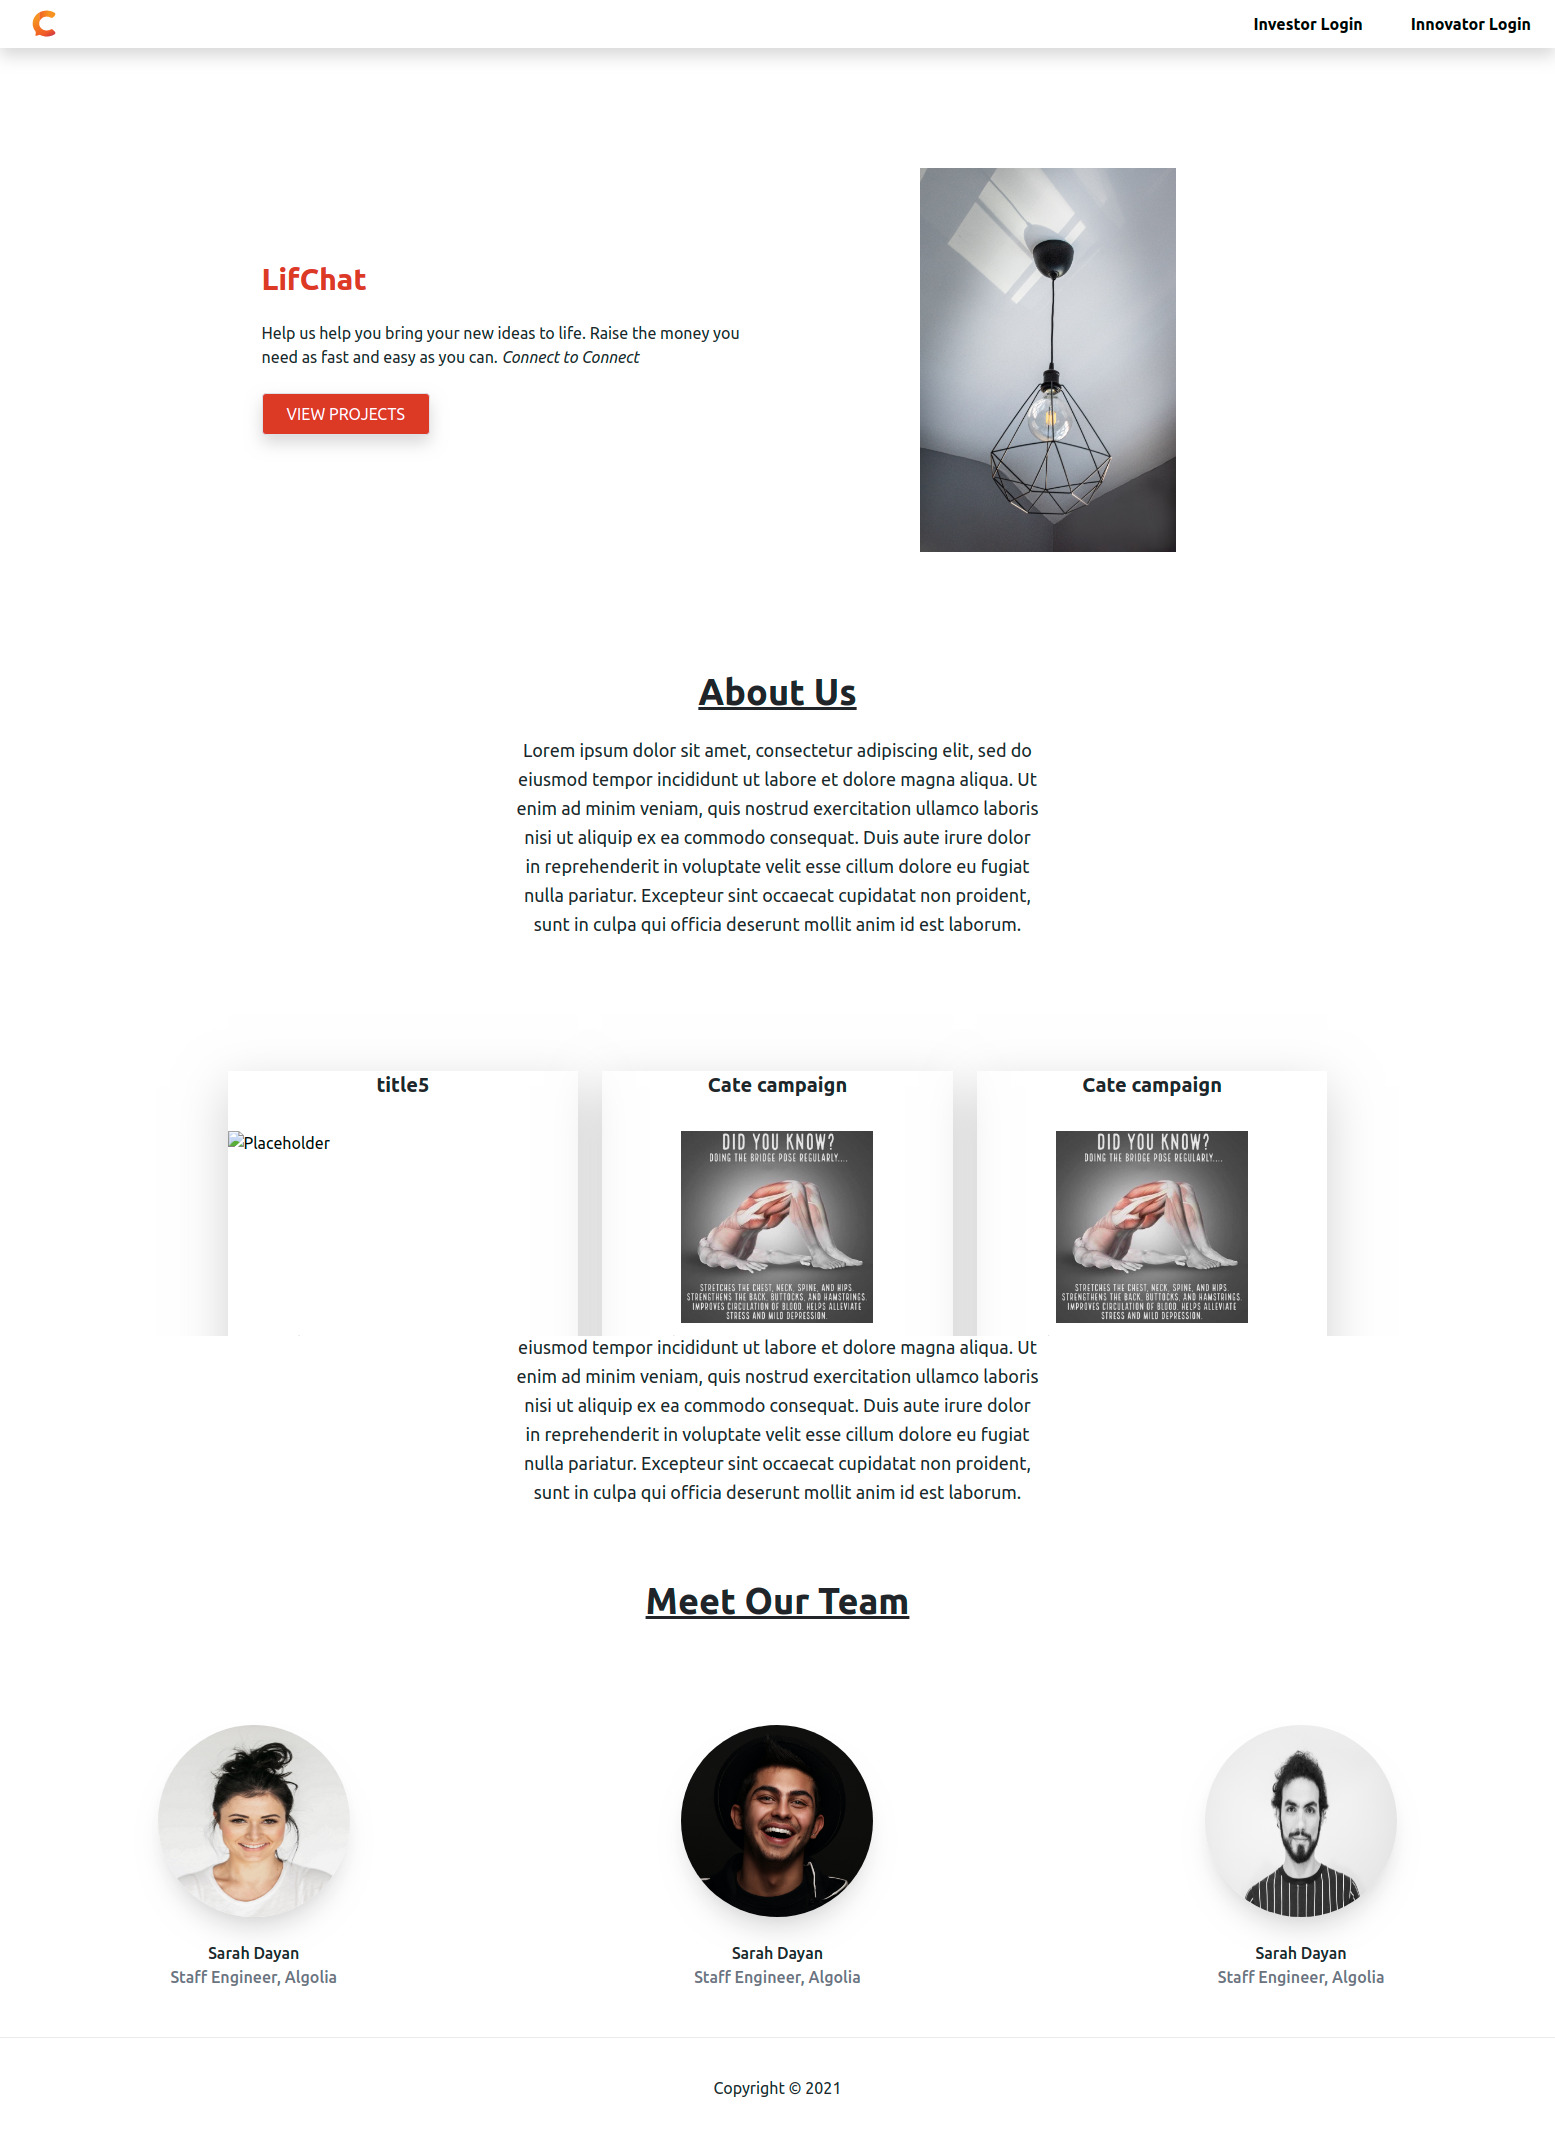 Investor Login
Innovator Login
LifChat
Help us help you bring your new ideas to life. Raise the money you
need as fast and easy as you can. Connect to Connect
VIEW PROJECTS
About Us
Lorem ipsum dolor sit amet, consectetur adipiscing elit, sed do
eiusmod tempor incididunt ut labore et dolore magna aliqua. Ut
enim ad minim veniam, quis nostrud exercitation ullamco laboris
nisi ut aliquip ex ea commodo consequat. Duis aute irure dolor
in reprehenderit in voluptate velit esse cillum dolore eu fugiat
nulla pariatur. Excepteur sint occaecat cupidatat non proident,
sunt in culpa qui officia deserunt mollit anim id est laborum.
title5
Placeholder
Cate campaign
DID YOU KNOW?
DOING THE BRIDGE POSE REGULARLY....
STRETCHES THE CHEST, NECK, SPINE, AND HIPS.
STRENGTHENS THE BACK, BUTTOCKS, AND HAMSTRINGS.
IMPROVES CIRCULATION OF BLOOD. HELPS ALLEVIATE
STRESS AND MILD DEPRESSION.
Cate campaign
DID YOU KNOW?
DOING THE BRIDGE POSE REGULARLY....
STRETCHES THE CHEST, NECK, SPINE, AND HIPS.
STRENGTHENS THE BACK, BUTTOCKS, AND HAMSTRINGS.
IMPROVES CIRCULATION OF BLOOD. HELPS ALLEVIATE
STRESS AND MILD DEPRESSION.
eiusmod tempor incididunt ut labore et dolore magna aliqua. Ut
enim ad minim veniam, quis nostrud exercitation ullamco laboris
nisi ut aliquip ex ea commodo consequat. Duis aute irure dolor
in reprehenderit in voluptate velit esse cillum dolore eu fugiat
nulla pariatur. Excepteur sint occaecat cupidatat non proident,
sunt in culpa qui officia deserunt mollit anim id est laborum.
Meet Our Team
Sarah Dayan
Staff Engineer, Algolia
Sarah Dayan
Staff Engineer, Algolia
Sarah Dayan
Staff Engineer, Algolia
Copyright © 2021